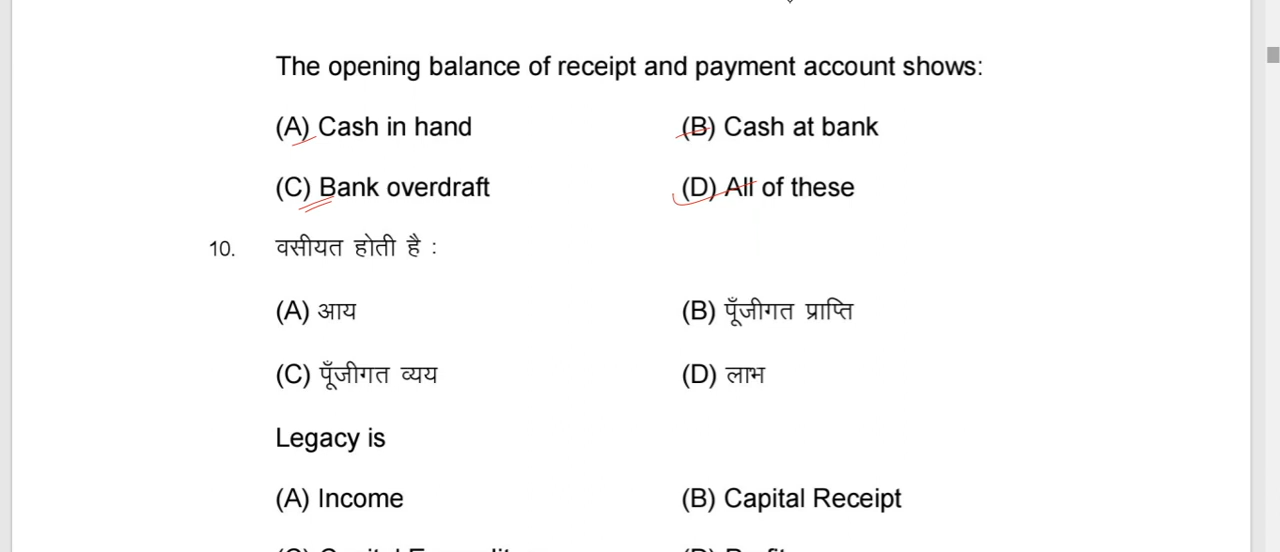 The opening balance of receipt and payment account shows:
(A) Cash in hand (B) Cash at bank
(C) Bank overdraft (D) All of these
10. वसीयत होती है :
(A) आय (B) पूँजीगत प्राप्ति
(C) पूँजीगत व्यय (D) लाभ
Legacy is
(A) Income (B) Capital Receipt